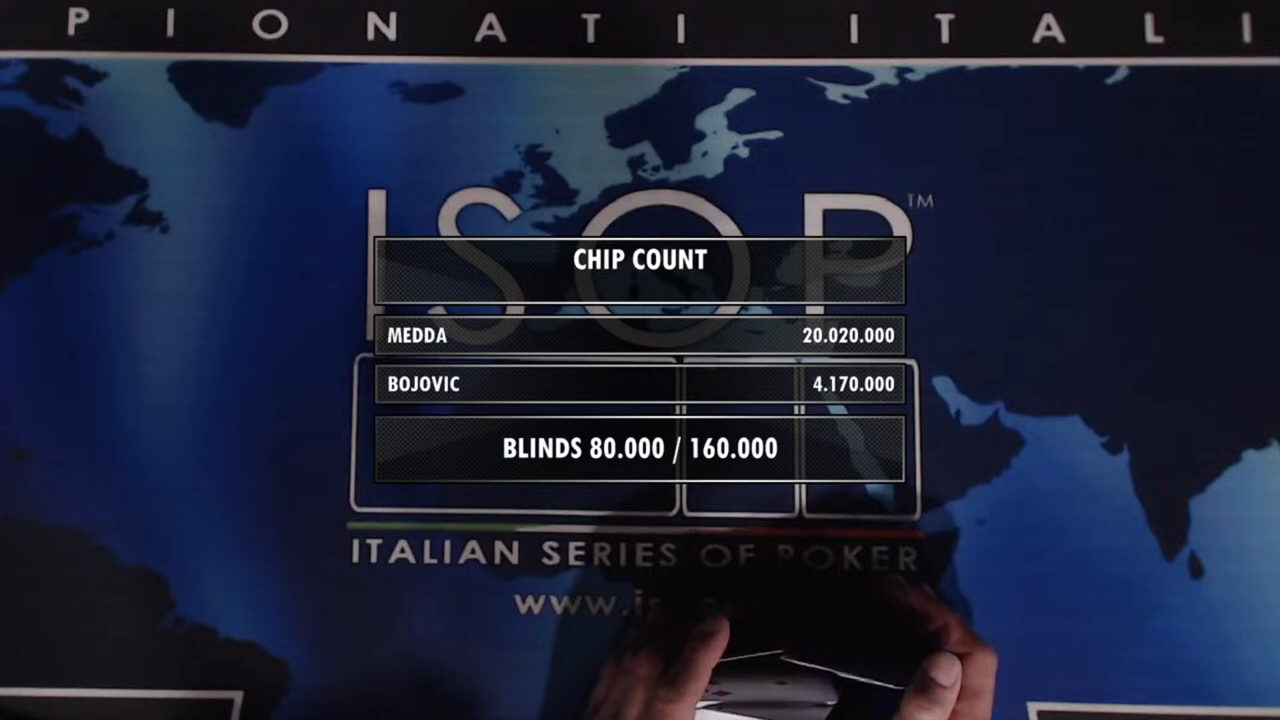 PIONATI ITALI
ISOP™
CHIP COUNT
MEDDA 20.020.000
BOJOVIC 4.170.000
BLINDS 80.000 / 160.000
ITALIAN SERIES OF POKER